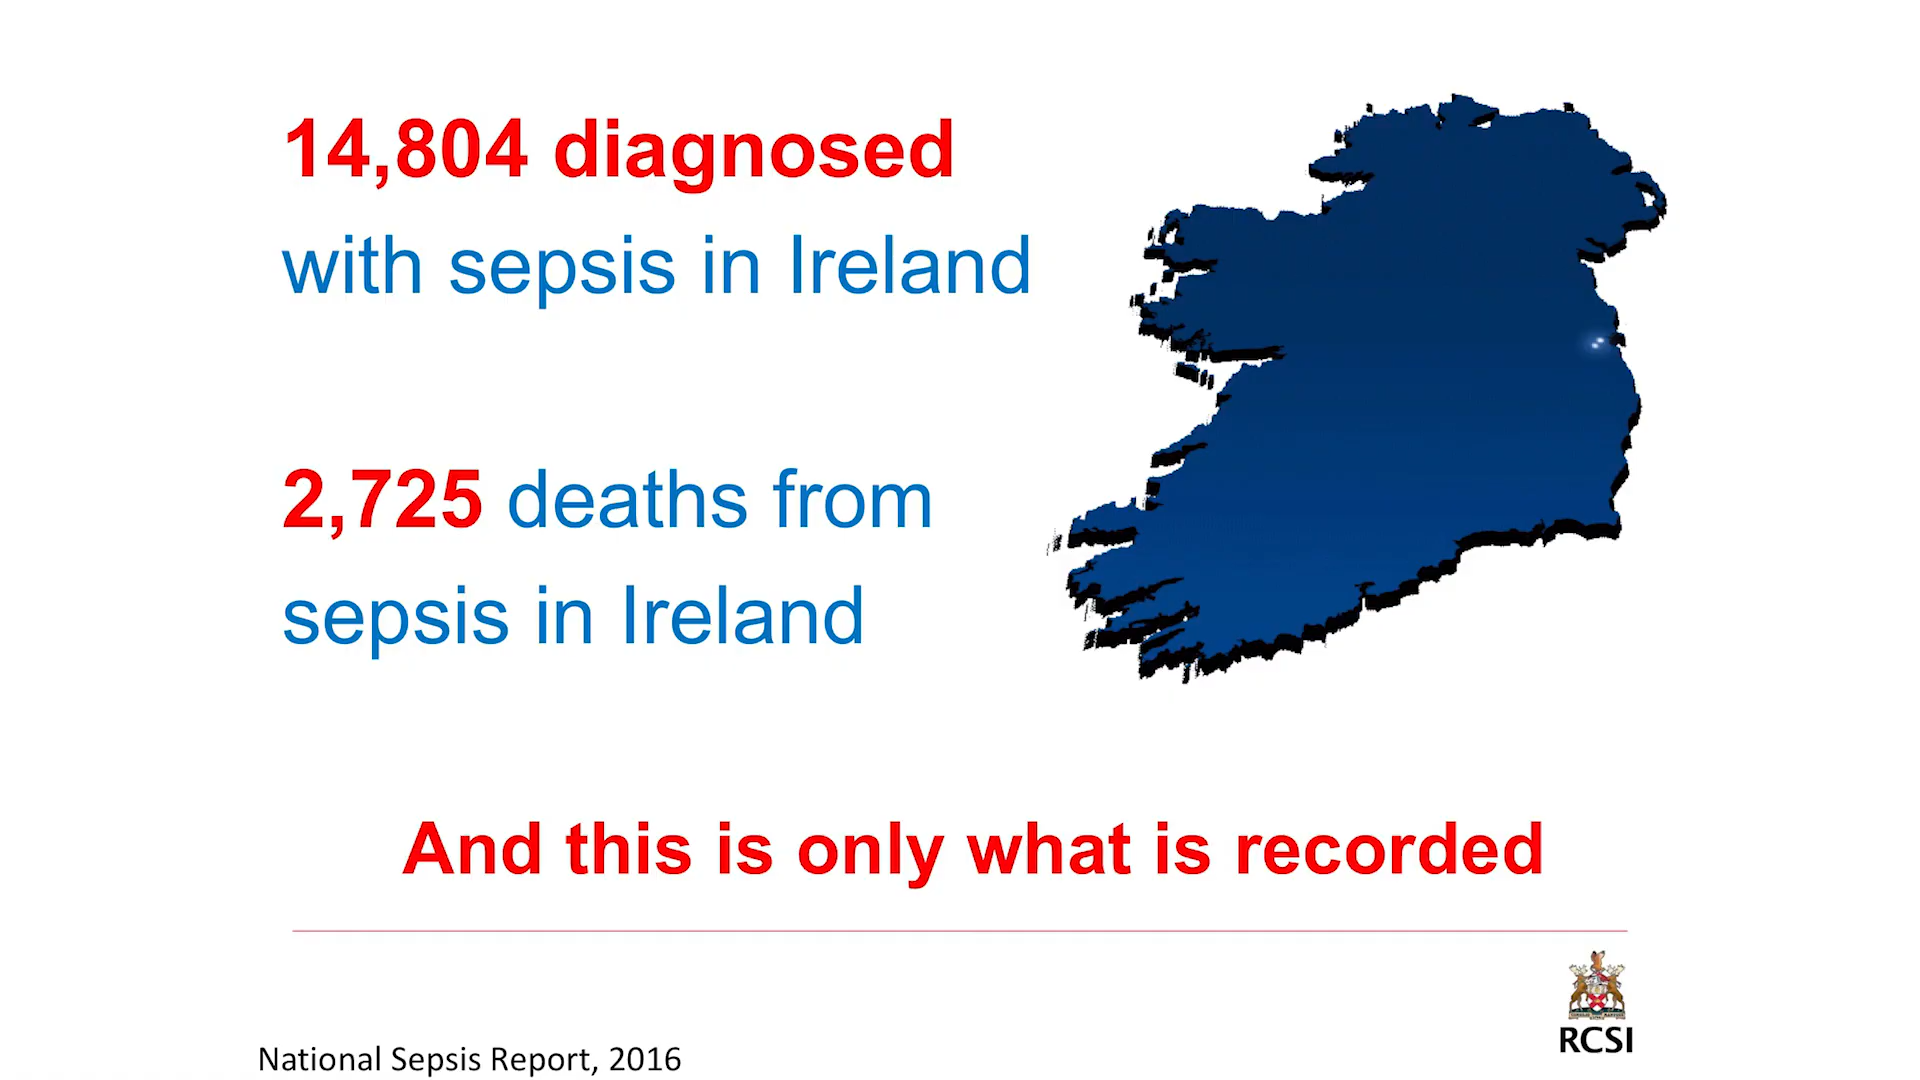 14,804 diagnosed
with sepsis in Ireland
2,725 deaths from
sepsis in Ireland
And this is only what is recorded
RCSI
National Sepsis Report, 2016